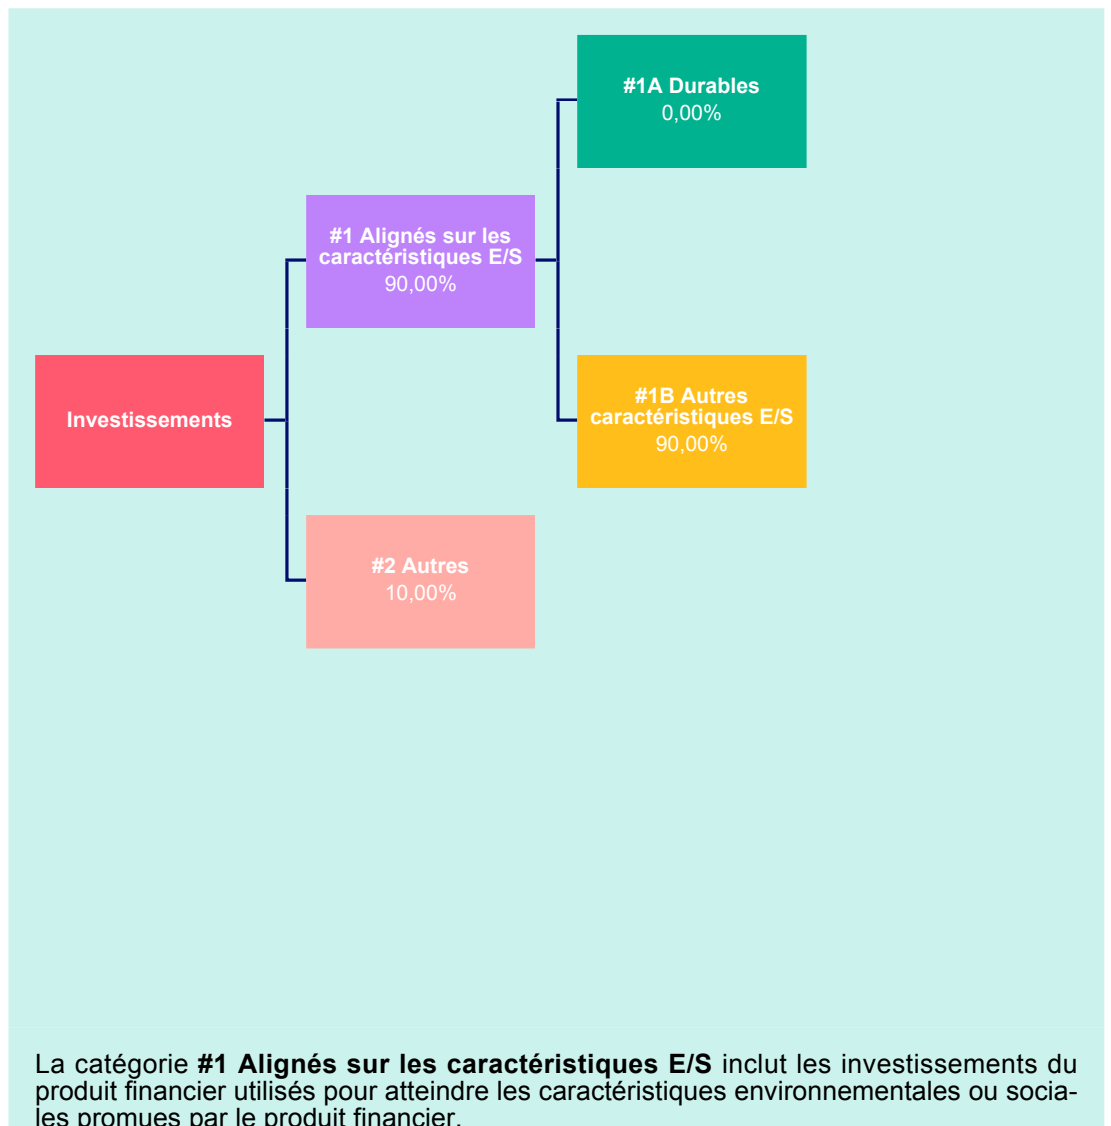 #1A Durables
0,00%
#1 Alignés sur les
caractéristiques E/S
90,00%
Investissements
#1B Autres
caractéristiques E/S
90,00%
#2 Autres
10,00%
La catégorie #1 Alignés sur les caractéristiques E/S inclut les investissements du
produit financier utilisés pour atteindre les caractéristiques environnementales ou socia-
les promues par le produit financier.